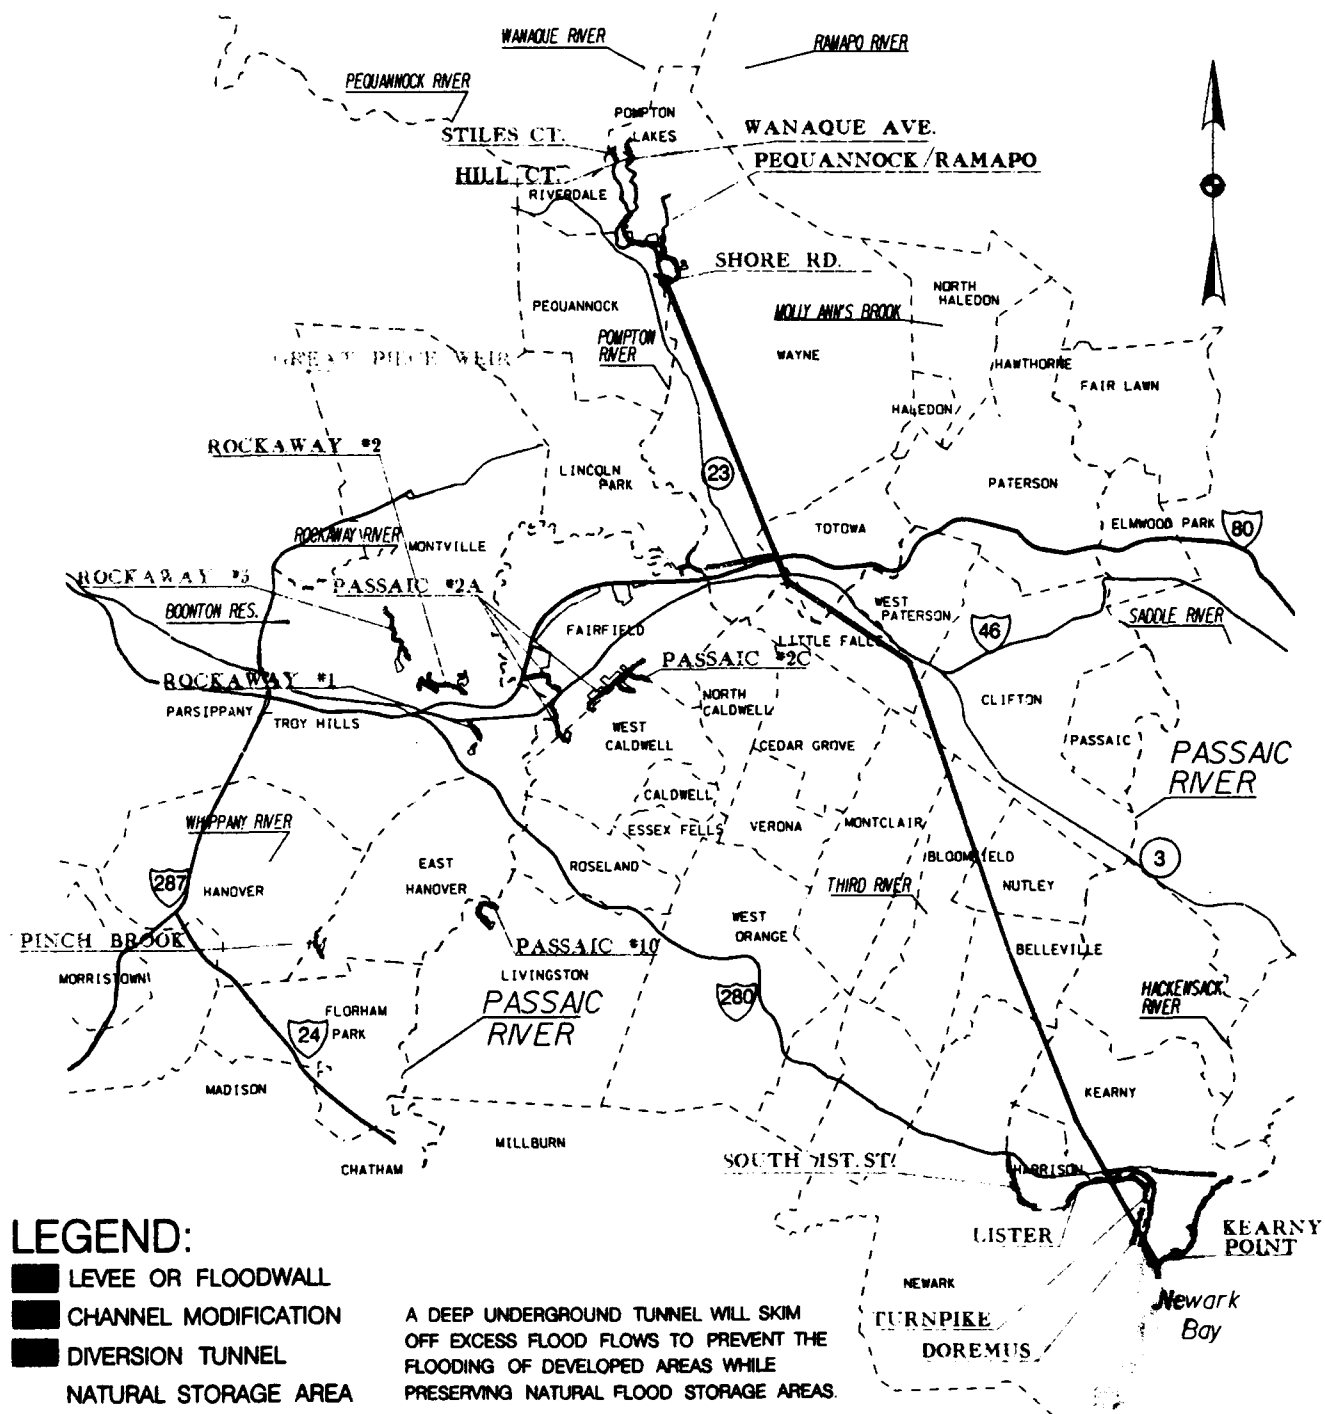 WANAQUE RIVER
RAMAPO RIVER
PEQUANNOCK RIVER
POMPTON
LAKES
STILES CT.
WANAQUE AVE.
HILL CT.
PEQUANNOCK/RAMAPO
RIVERDALE
SHORE RD.
NORTH
HALEDON
PEQUANNOCK
MOLLY ANN'S BROOK
POMPTON
RIVER
WAYNE
GREAT PIECE WEIR
HAWTHORNE
FAIR LAWN
HALEDON
ROCKAWAY #2
LINCOLN
PARK
23
PATERSON
ROCKAWAY RIVER
MONTVILLE
TOTOWA
ELMWOOD PARK
80
ROCKAWAY #3
PASSAIC #2A
BOONTON RES.
FAIRFIELD
WEST
PATERSON
46
SADDLE RIVER
LITTLE FALLS
PASSAIC #2C
ROCKAWAY #1
PARSIPPANY
TROY HILLS
NORTH
CALDWELL
CLIFTON
WEST
CALDWELL
CEDAR GROVE
PASSAIC
PASSAIC
RIVER
CALDWELL
WHIPPANY RIVER
ESSEX FELLS
VERONA
MONTCLAIR
EAST
HANOVER
ROSELAND
BLOOMFIELD
3
287
HANOVER
THIRD RIVER
NUTLEY
WEST
ORANGE
PINCH BROOK
PASSAIC #10
BELLEVILLE
MORRISTOWN
LIVINGSTON
HACKENSACK
RIVER
280
PASSAIC
RIVER
FLORHAM
PARK
24
MADISON
KEARNY
MILLBURN
CHATHAM
SOUTH 1ST. ST.
HARRISON
LISTER
KEARNY
POINT
NEWARK
Newark
Bay
TURNPIKE
DOREMUS
LEGEND:
LEVEE OR FLOODWALL
CHANNEL MODIFICATION
DIVERSION TUNNEL
NATURAL STORAGE AREA
A DEEP UNDERGROUND TUNNEL WILL SKIM
OFF EXCESS FLOOD FLOWS TO PREVENT THE
FLOODING OF DEVELOPED AREAS WHILE
PRESERVING NATURAL FLOOD STORAGE AREAS.